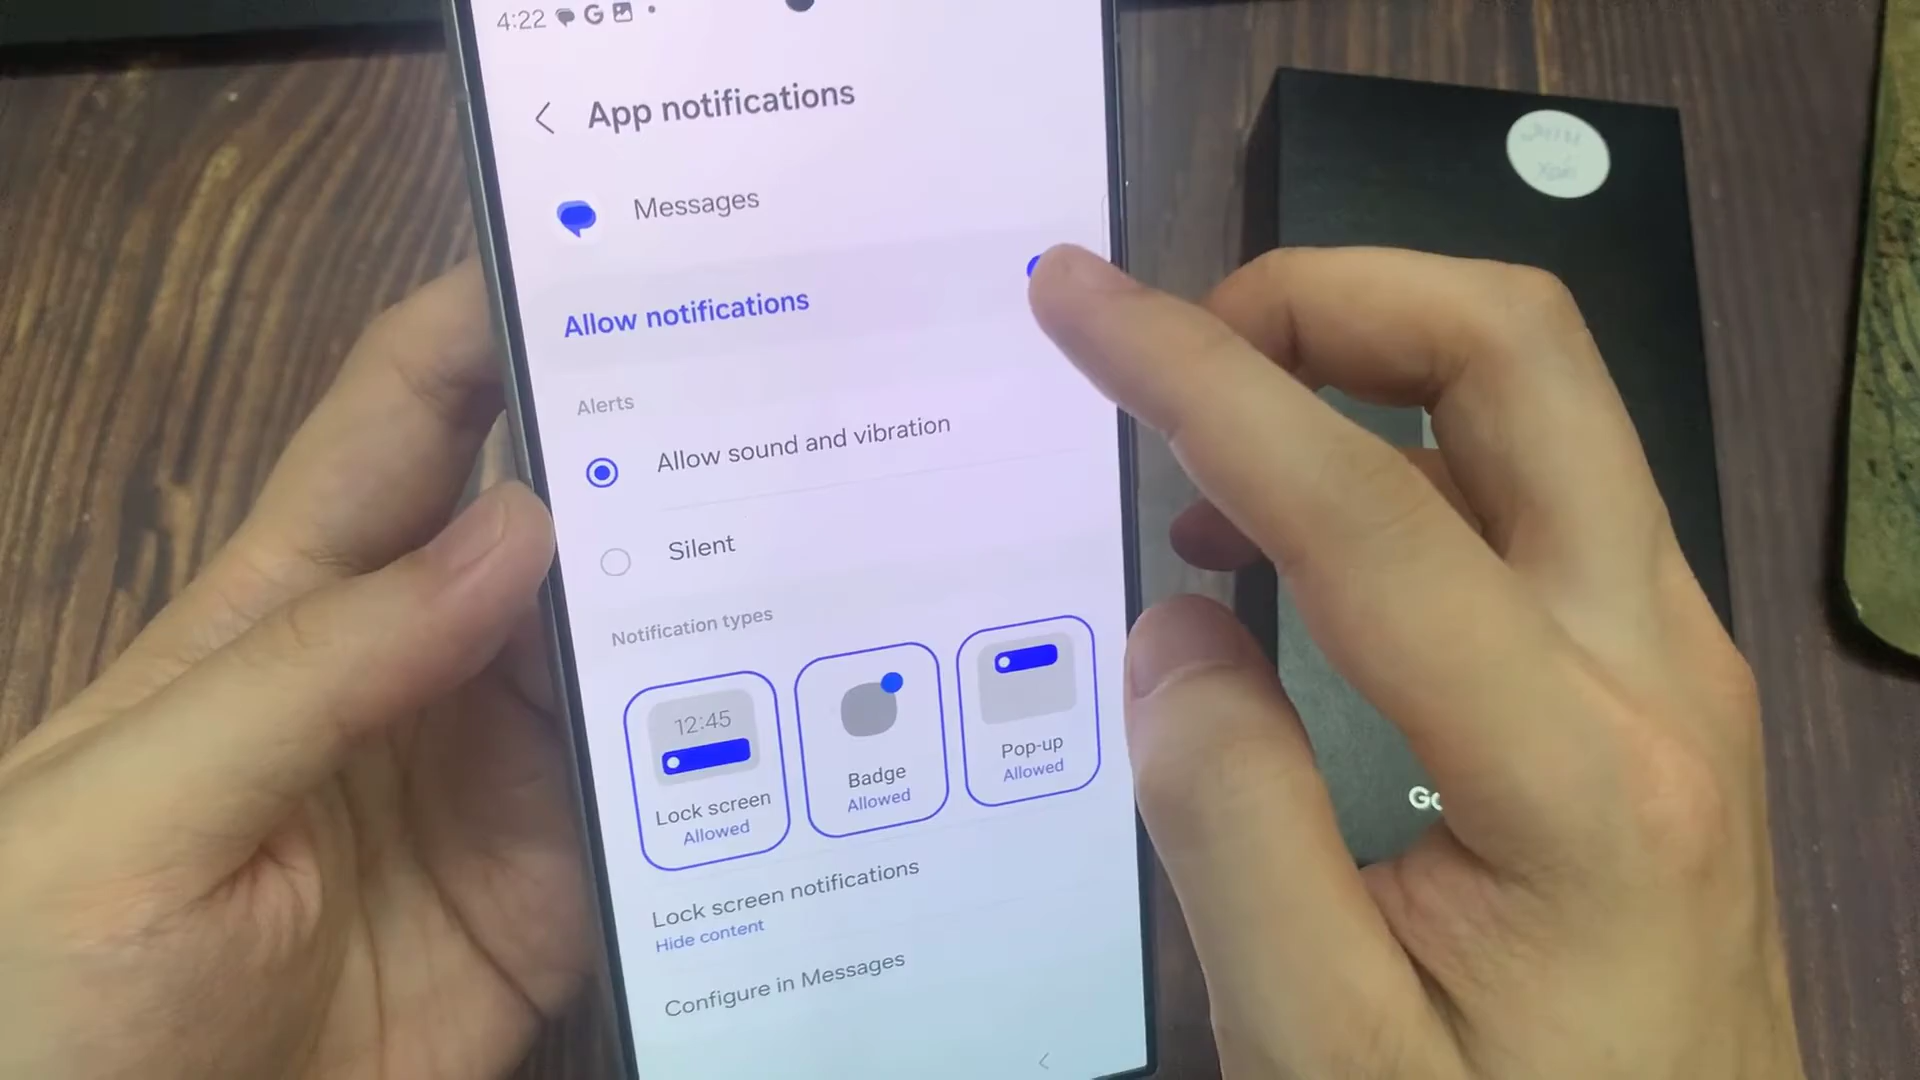 4:22 G
App notifications
Messages
Allow notifications
Alerts
Allow sound and vibration
Silent
Notification types
12:45
Lock screen
Allowed
Badge
Allowed
Pop-up
Allowed
Lock screen notifications
Hide content
Configure in Messages
Go